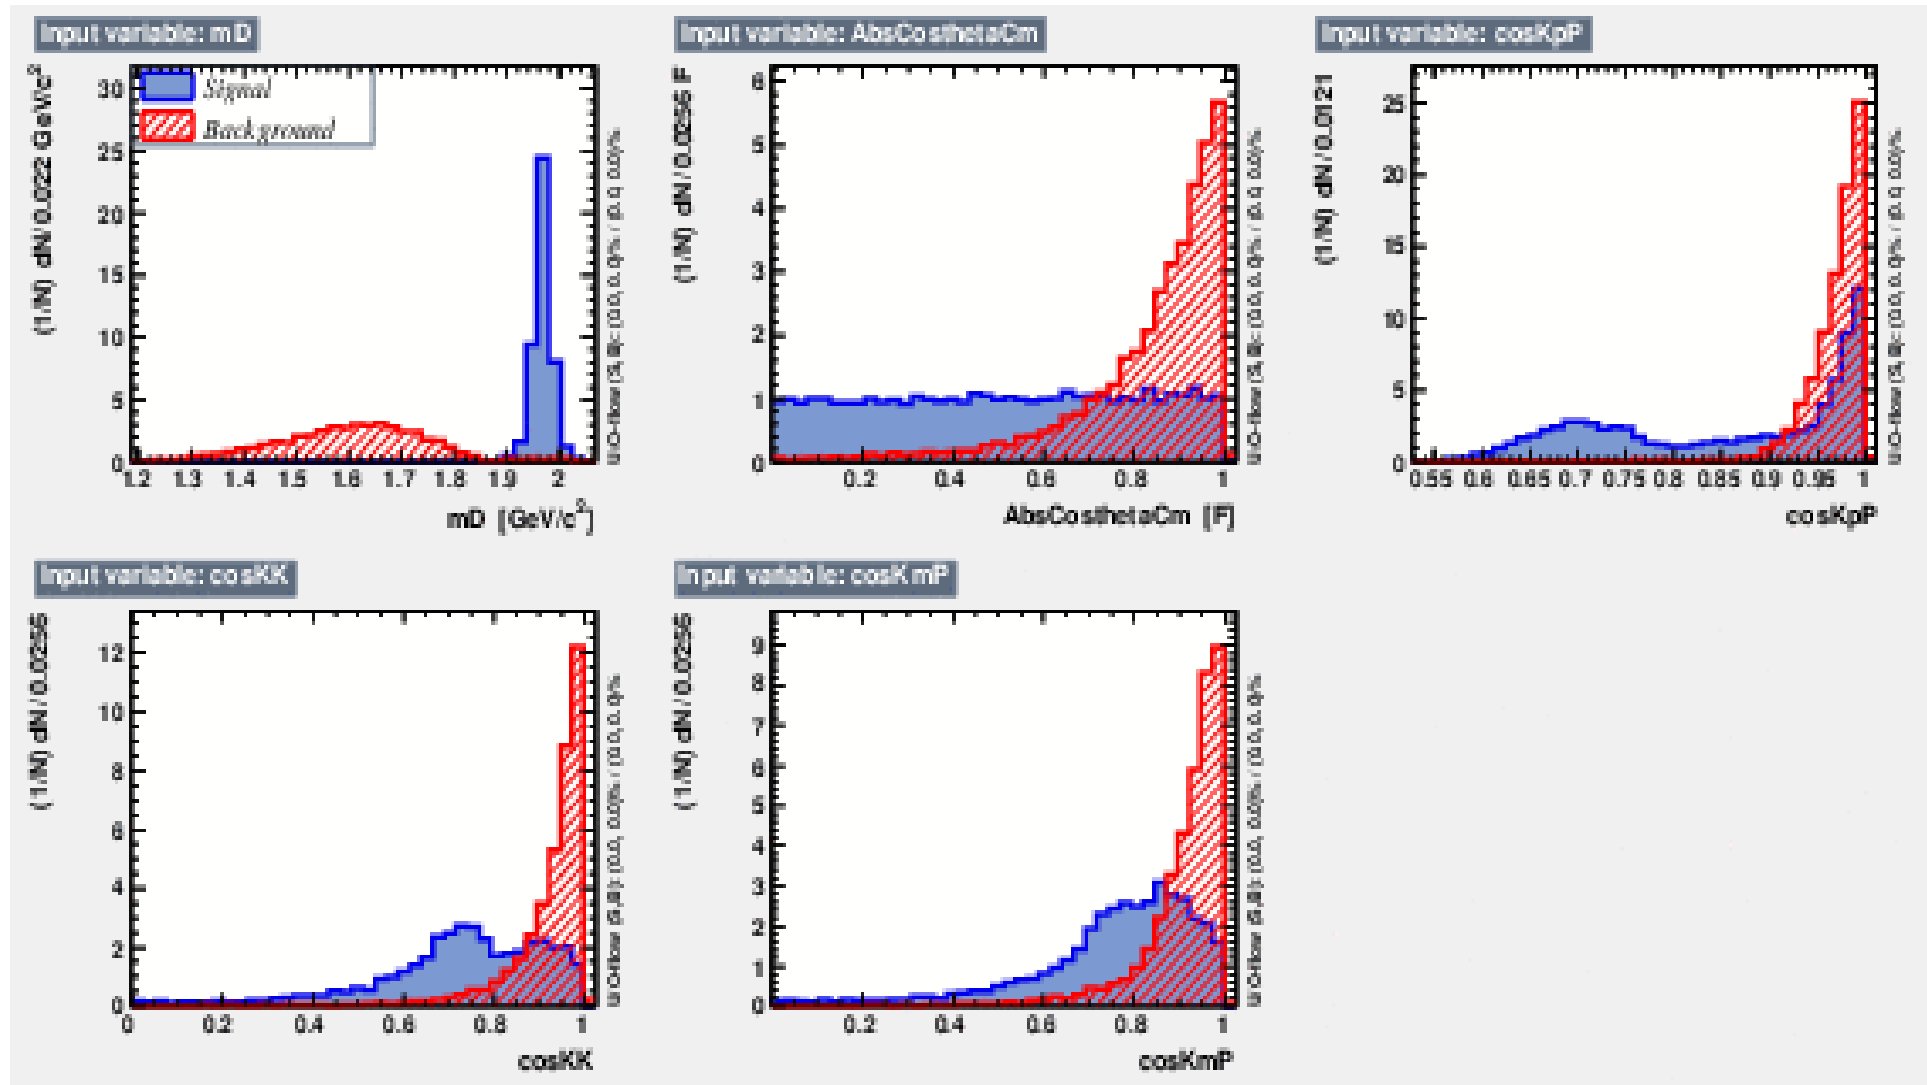 Input variable: mD
Input variable: AbsCosthetaCm
Input variable: cosKpP
(1/N) dN/ 0.022 GeV/c²
Signal
Background
30
25
20
15
10
5
0
1.2 1.3 1.4 1.5 1.6 1.7 1.8 1.9 2
mD [GeV/c²]
(1/N) dN/ 0.0256 F
6
5
4
3
2
1
0
0.2 0.4 0.6 0.8 1
AbsCosthetaCm [F]
(1/N) dN/ 0.0121
25
20
15
10
5
0
0.55 0.6 0.65 0.7 0.75 0.8 0.85 0.9 0.95 1
cosKpP
Input variable: cosKK
Input variable: cosKmP
(1/N) dN/ 0.0256
12
10
8
6
4
2
0
0 0.2 0.4 0.6 0.8 1
cosKK
(1/N) dN/ 0.0256
9
8
7
6
5
4
3
2
1
0
0.2 0.4 0.6 0.8 1
cosKmP